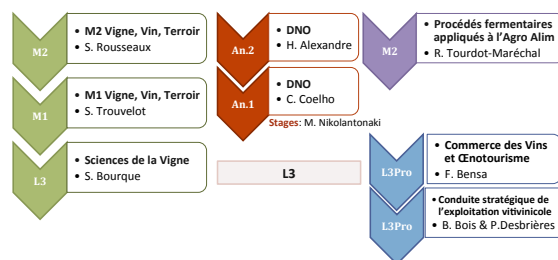 M2
• M2 Vigne, Vin, Terroir
• S. Rousseaux
M1
• M1 Vigne, Vin, Terroir
• S. Trouvelot
L3
• Sciences de la Vigne
• S. Bourque
An.2
• DNO
• H. Alexandre
An.1
• DNO
• C. Coelho
Stages: M. Nikolantonaki
L3
M2
• Procédés fermentaires
appliqués à l'Agro Alim
• R. Tourdot-Maréchal
L3Pro
• Commerce des Vins
et Œnotourisme
• F. Bensa
L3Pro
• Conduite stratégique de
l'exploitation vitivinicole
• B. Bois & P.Desbrières